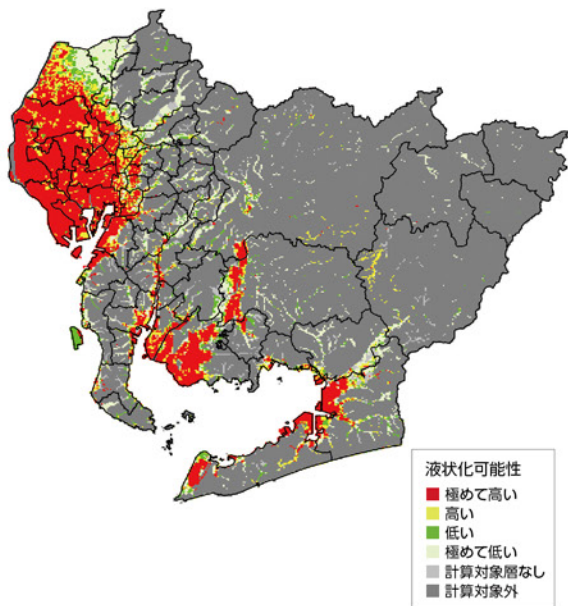 液状化可能性
極めて高い
高い
低い
極めて低い
計算対象層なし
計算対象外